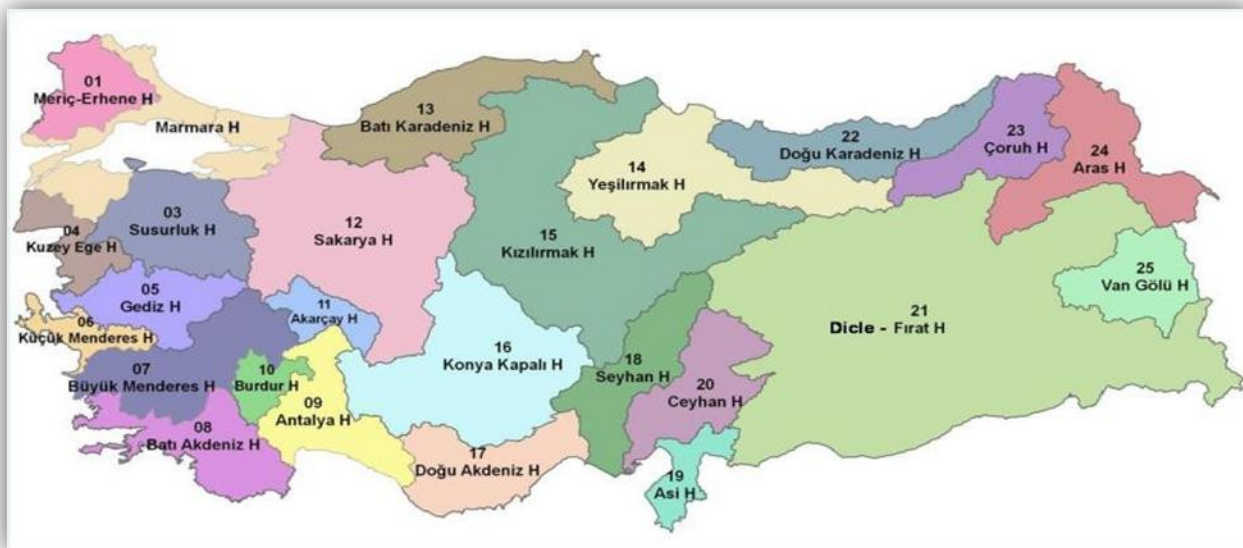 01
Meriç-Erhene H
Marmara H
03
Susurluk H
04
Kuzey Ege H
05
Gediz H
06
Küçük Menderes H
07
Büyük Menderes H
08
Batı Akdeniz H
09
Antalya H
10
Burdur H
11
Akarçay H
12
Sakarya H
13
Batı Karadeniz H
14
Yeşilırmak H
15
Kızılırmak H
16
Konya Kapalı H
17
Doğu Akdeniz H
18
Seyhan H
19
Asi H
20
Ceyhan H
21
Dicle - Fırat H
22
Doğu Karadeniz H
23
Çoruh H
24
Aras H
25
Van Gölü H